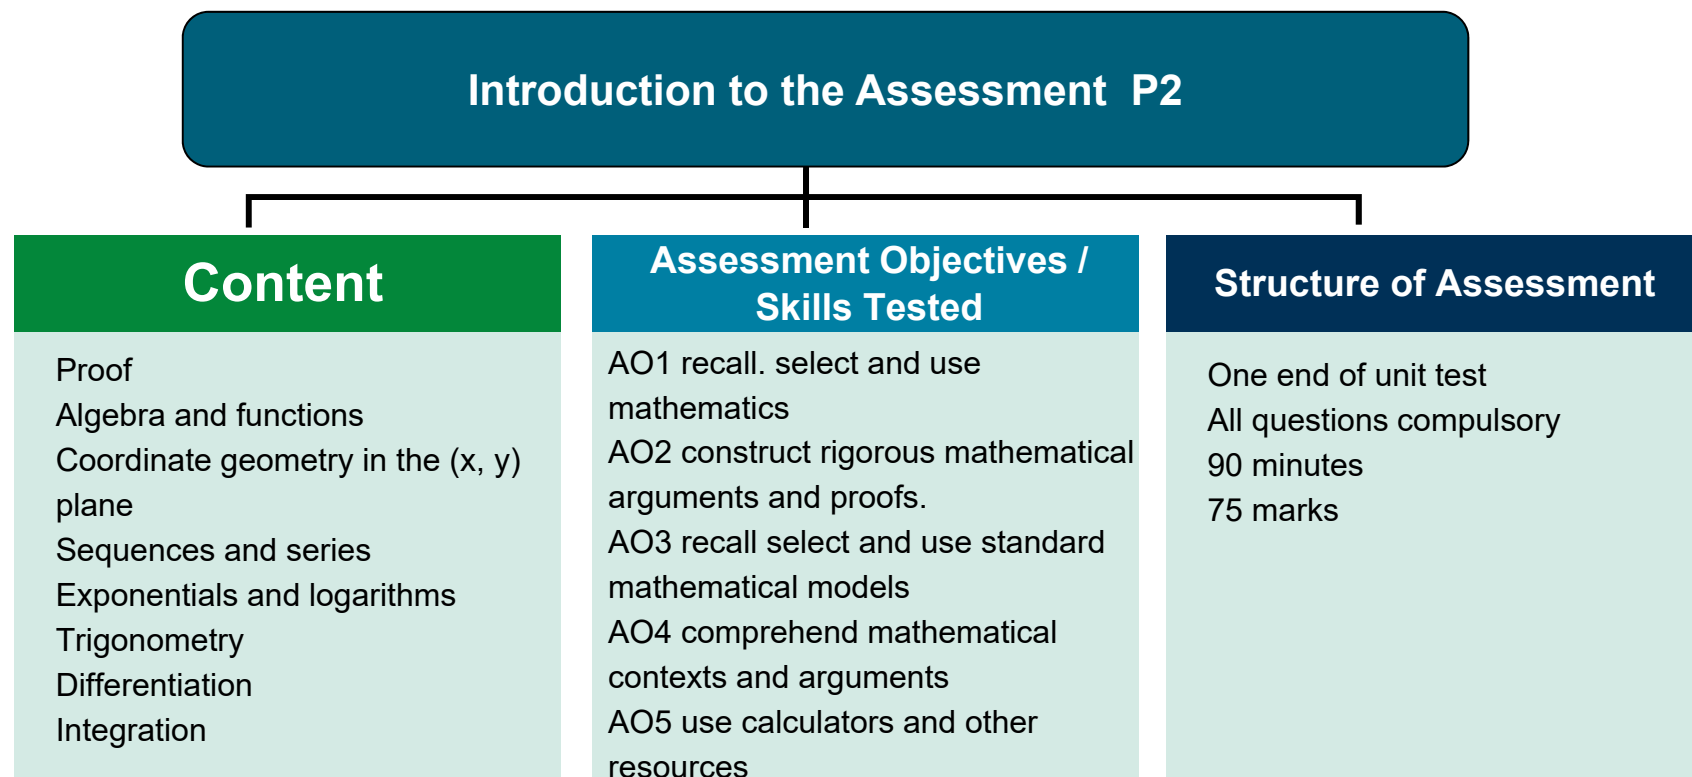 Introduction to the Assessment  P2
Content
Proof
Algebra and functions
Coordinate geometry in the (x, y)
plane
Sequences and series
Exponentials and logarithms
Trigonometry
Differentiation
Integration
Assessment Objectives /
Skills Tested
AO1 recall. select and use
mathematics
AO2 construct rigorous mathematical
arguments and proofs.
AO3 recall select and use standard
mathematical models
AO4 comprehend mathematical
contexts and arguments
AO5 use calculators and other
resources
Structure of Assessment
One end of unit test
All questions compulsory
90 minutes
75 marks